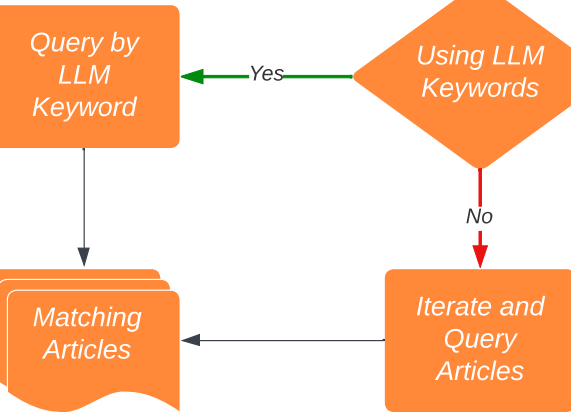 Query by
LLM
Keyword
Yes
Using LLM
Keywords
No
Matching
Articles
Iterate and
Query
Articles